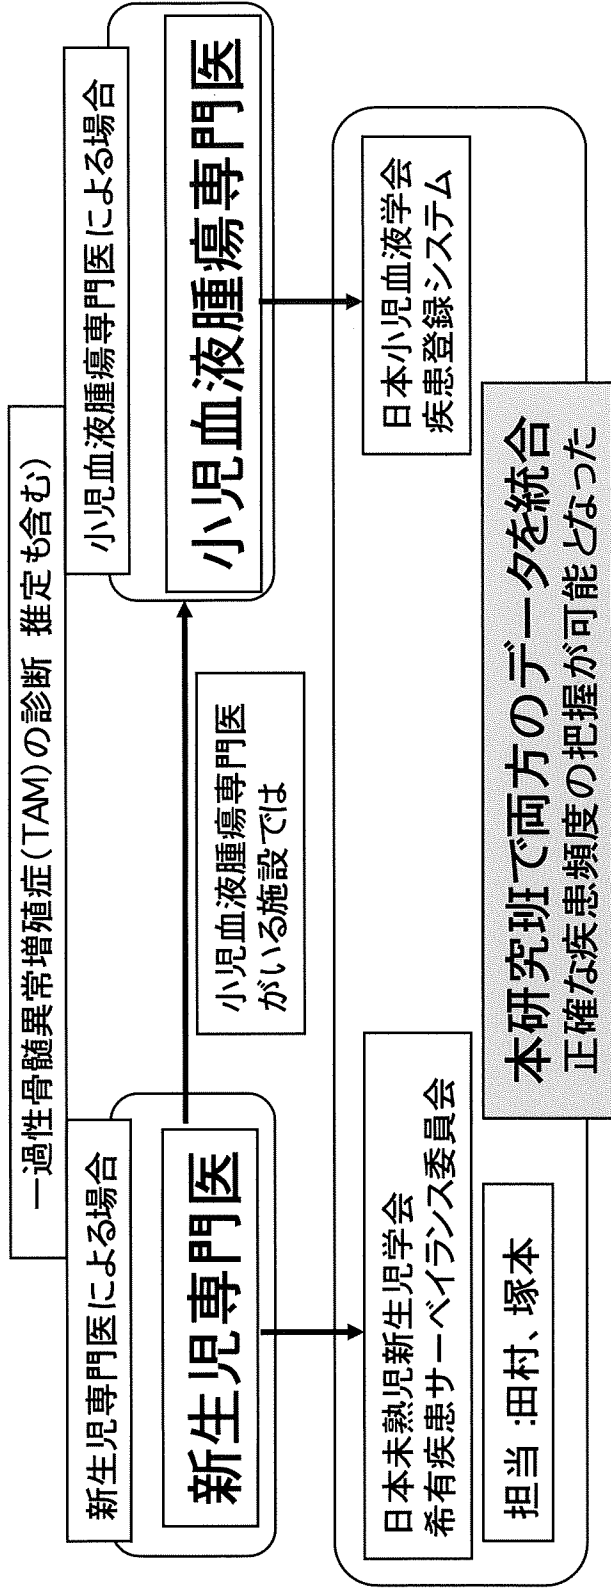 一過性骨髄異常増殖症(TAM)の診断 推定も含む)
新生児専門医による場合
新生児専門医
小児血液腫瘍専門医による場合
小児血液腫瘍専門医
小児血液腫瘍専門医
がいる施設では
日本未熟児新生児学会
希有疾患サーベイランス委員会
日本小児血液学会
疾患登録システム
担当:田村、塚本
本研究班で両方のデータを統合
正確な疾患頻度の把握が可能となった